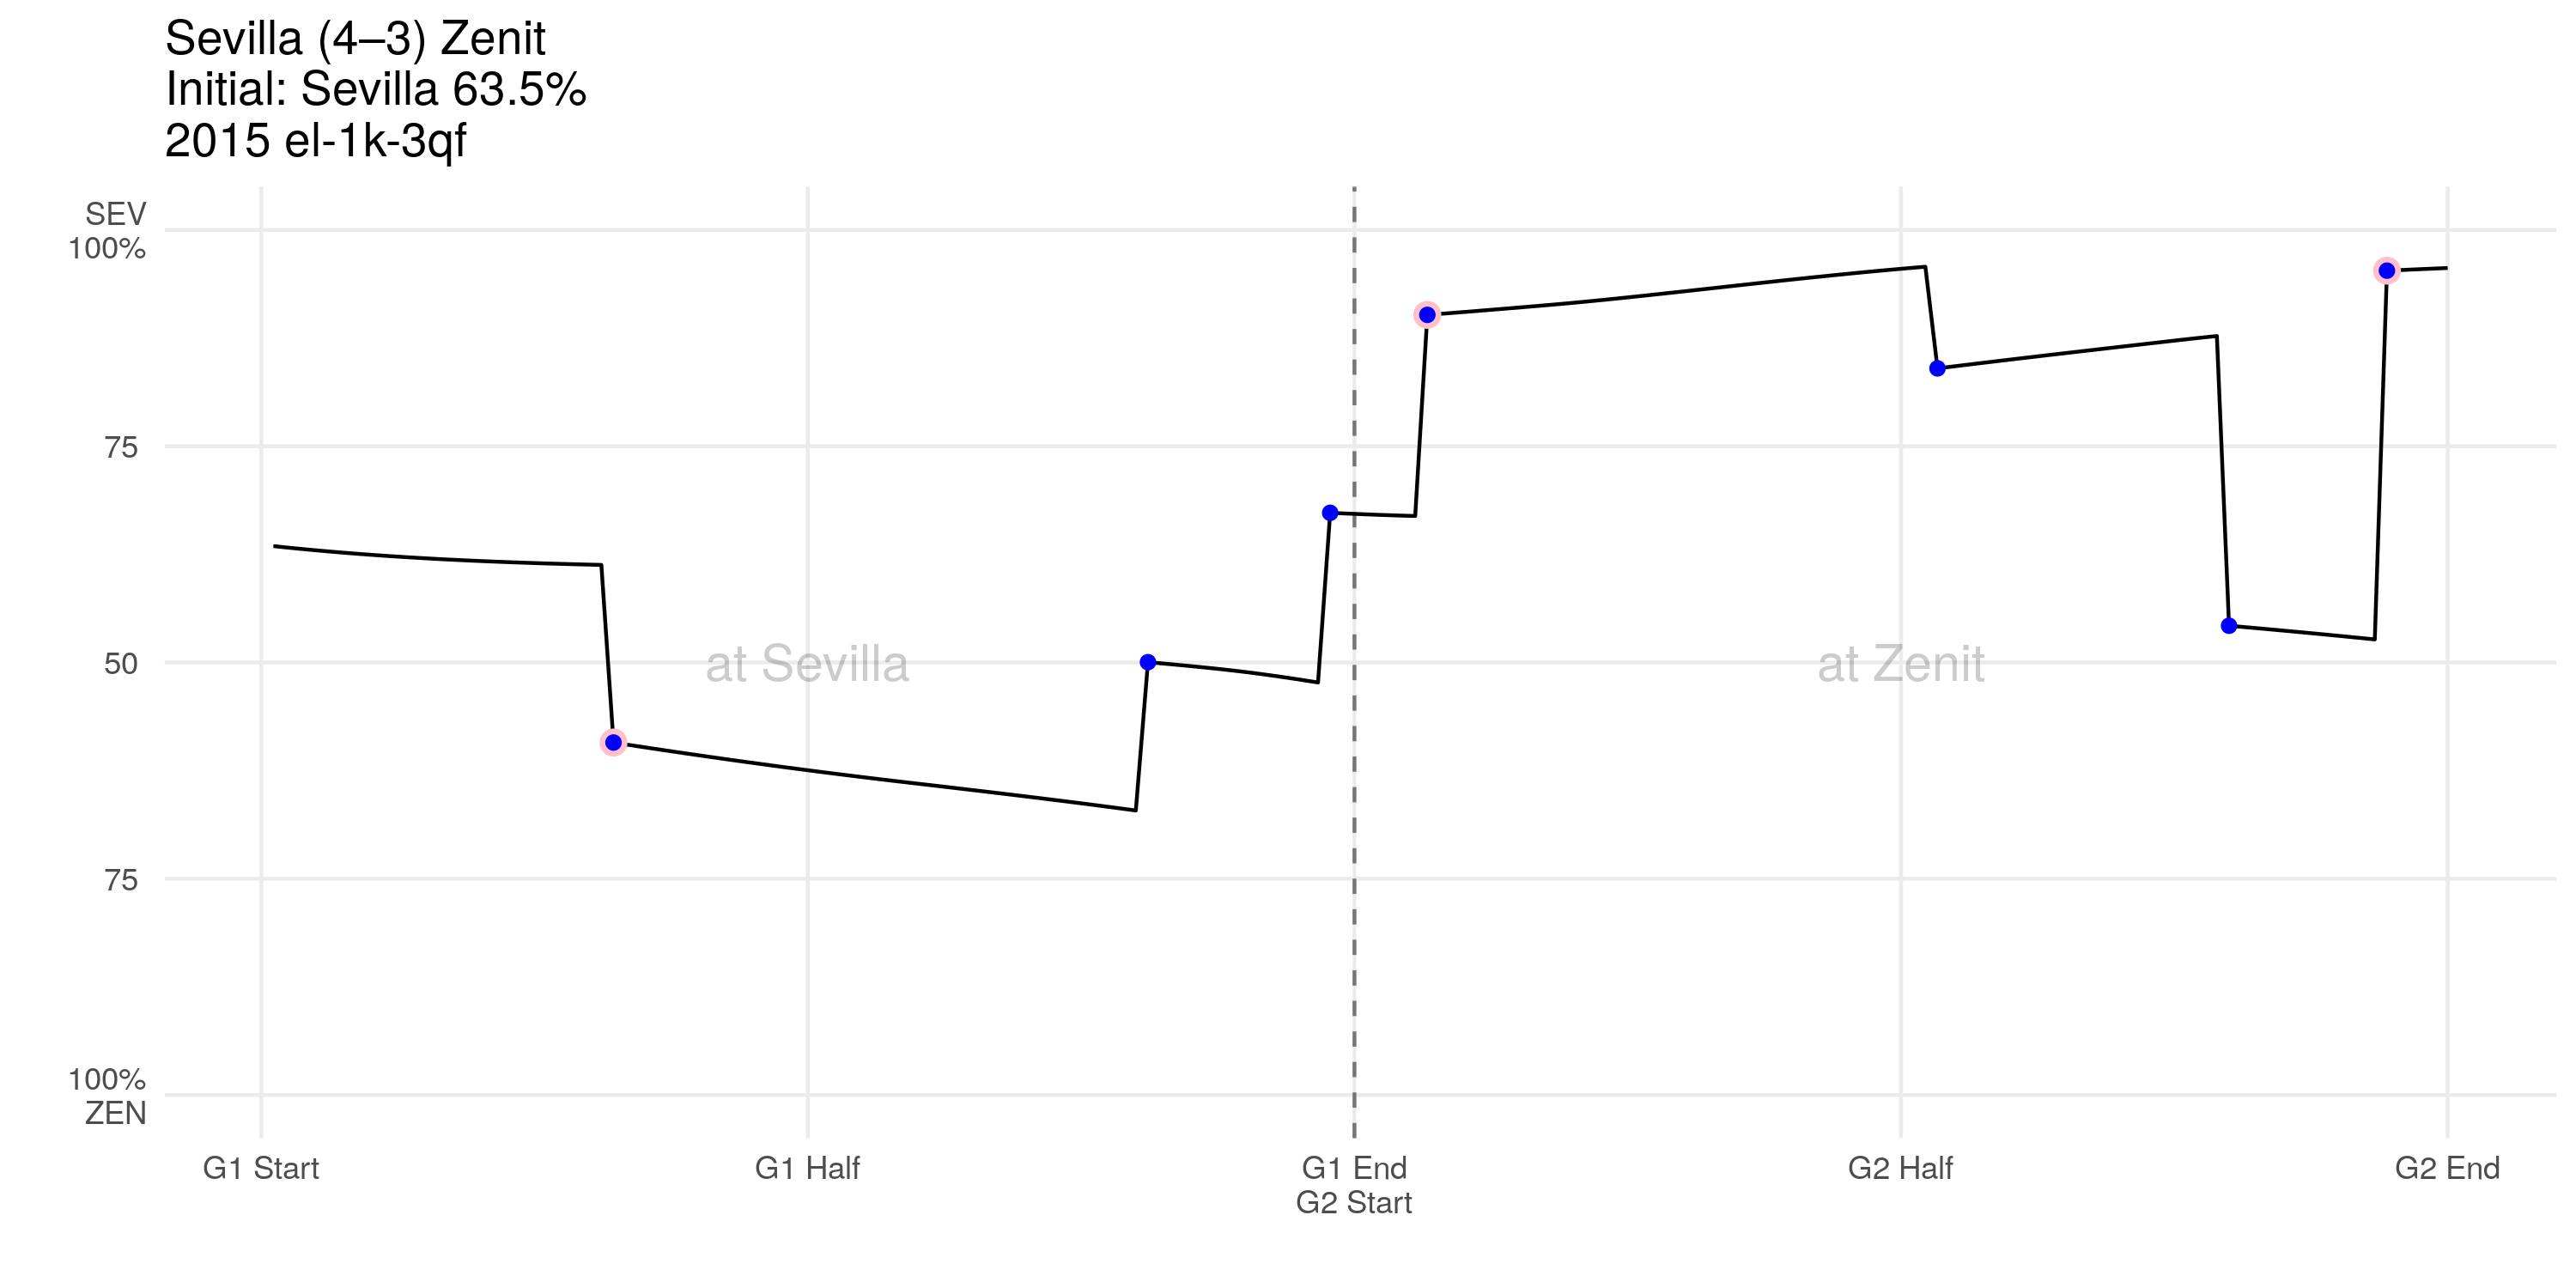 Sevilla (4–3) Zenit
Initial: Sevilla 63.5%
2015 el-1k-3qf
SEV
100%
75
50
75
100%
ZEN
at Sevilla
at Zenit
G1 Start
G1 Half
G1 End
G2 Start
G2 Half
G2 End